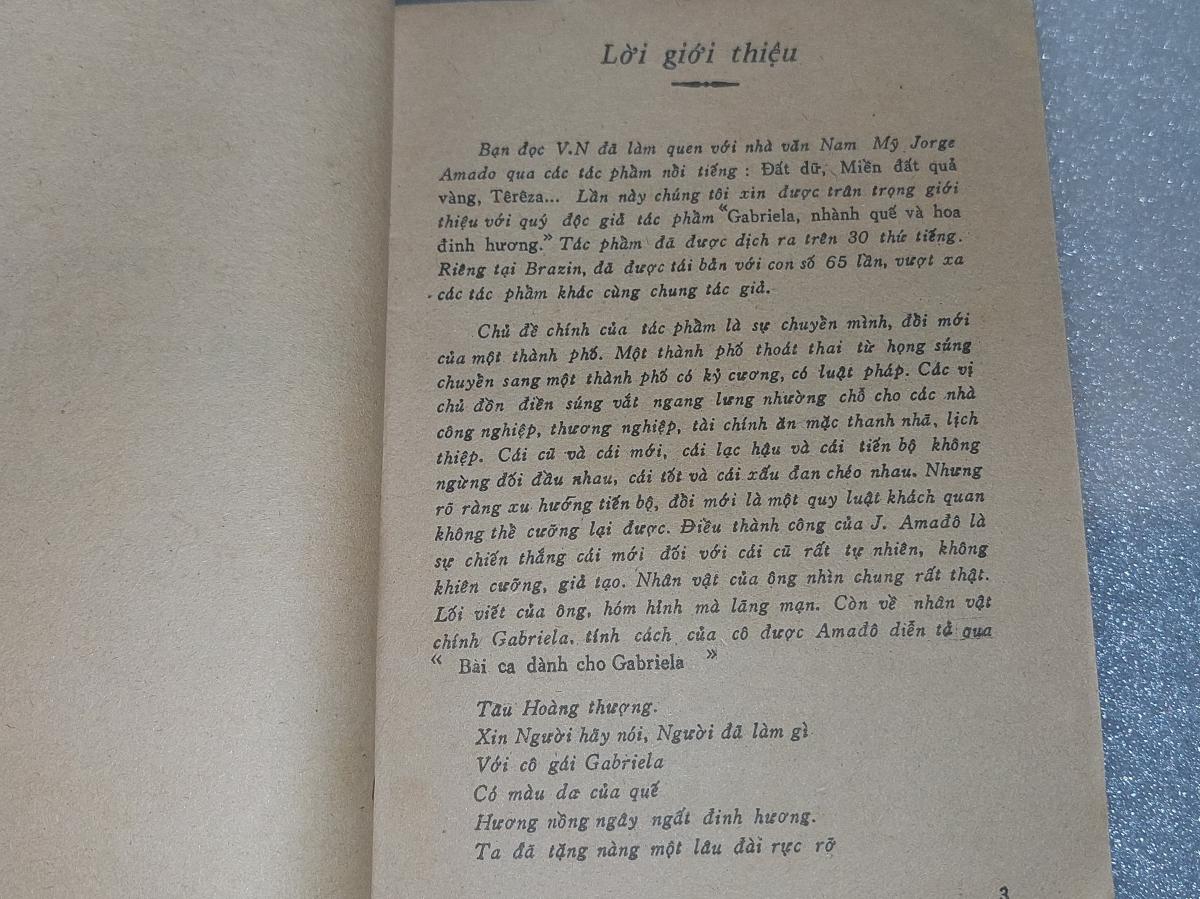 Lời giới thiệu
Bạn đọc V.N đã làm quen với nhà văn Nam Mỹ Jorge
Amado qua các tác phầm nồi tiếng : Đất dữ, Miền đất quả
vàng, Têrêza... Lần này chúng tôi xin được trân trọng giới
thiệu với quý độc giả tác phầm “Gabriela, nhành quế và hoa
đinh hương.” Tác phầm đã được dịch ra trên 30 thứ tiếng.
Riêng tại Brazin, đã được tái bản với con số 65 lần, vượt xa
các tác phầm khác cùng chung tác giả.
Chủ đề chính của tác phầm là sự chuyền mình, đồi mới
của một thành phố. Một thành phố thoát thai từ họng súng
chuyền sang một thành phố có kỷ cương, có luật pháp. Các vị
chủ đồn điền súng vắt ngang lưng nhường chỗ cho các nhà
công nghiệp, thương nghiệp, tài chính ăn mặc thanh nhã, lịch
thiệp. Cái cũ và cái mới, cái lạc hậu và cái tiến bộ không
ngừng đối đầu nhau, cái tốt và cái xấu đan chéo nhau. Nhưng
rõ ràng xu hướng tiến bộ, đồi mới là một quy luật khách quan
không thề cưỡng lại được. Điều thành công của J. Amađô là
sự chiến thắng cái mới đối với cái cũ rất tự nhiên, không
khiên cưỡng, giả tạo. Nhân vật của ông nhìn chung rất thật.
Lối viết của ông, hóm hỉnh mà lãng mạn. Còn về nhân vật
chính Gabriela, tính cách của cô được Amađô diễn tả qua
“ Bài ca dành cho Gabriela ”
Tâu Hoàng thượng.
Xin Người hãy nói, Người đã làm gì
Với cô gái Gabriela
Có màu da của quế
Hương nồng ngây ngất đinh hương.
Ta đã tặng nàng một lâu đài rực rỡ
3